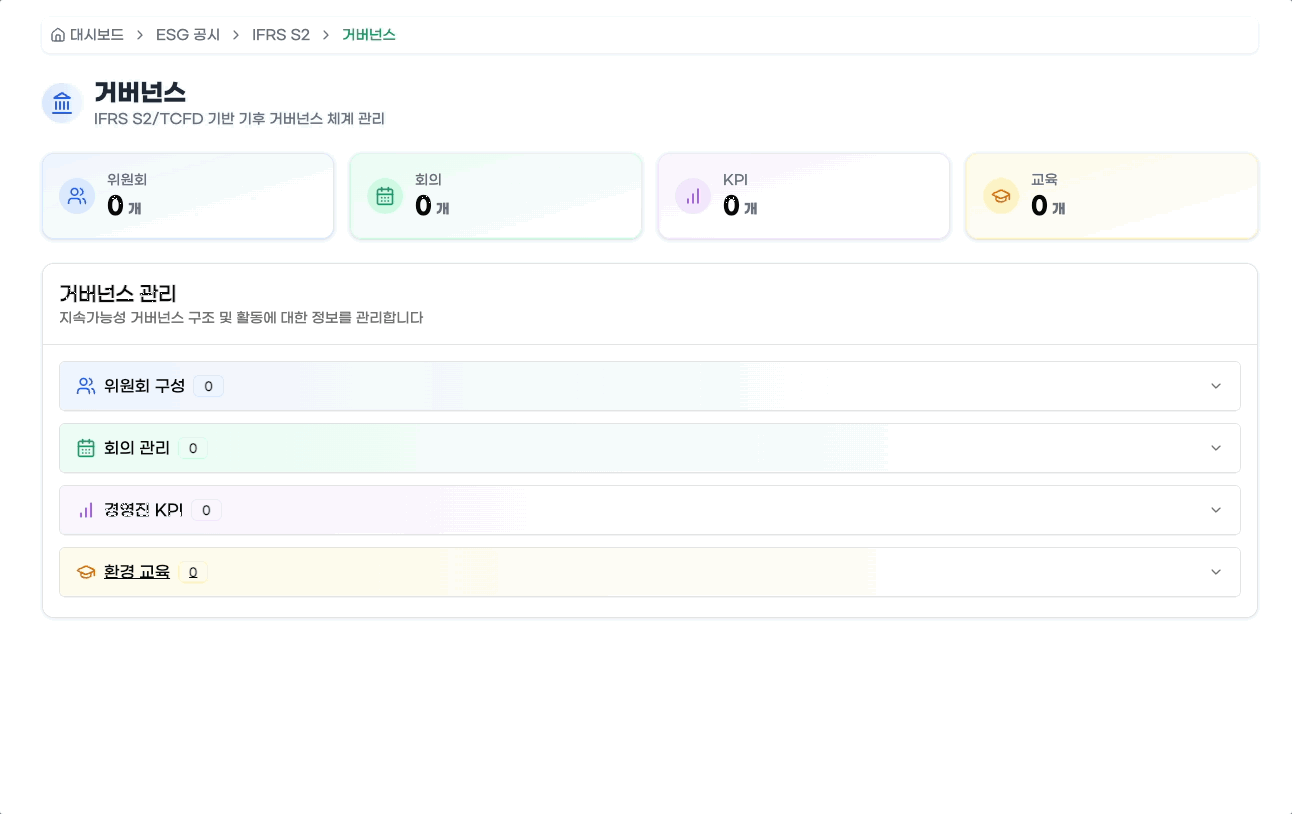 대시보드 > ESG 공시 > IFRS S2 > 거버넌스
거버넌스
IFRS S2/TCFD 기반 기후 거버넌스 체계 관리
위원회
0 개
회의
0 개
KPI
0 개
교육
0 개
거버넌스 관리
지속가능성 거버넌스 구조 및 활동에 대한 정보를 관리합니다
위원회 구성 0
회의 관리 0
경영진 KPI 0
환경 교육 0